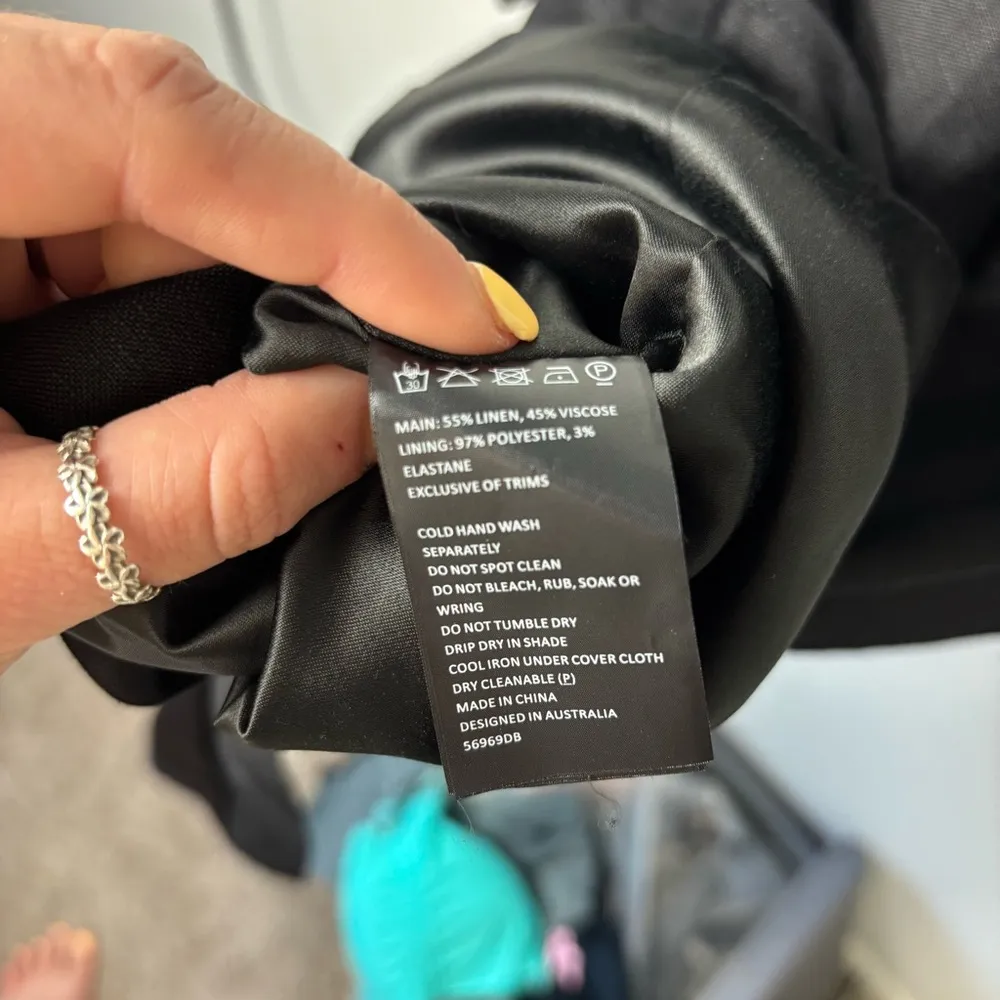 30 P
MAIN: 55% LINEN, 45% VISCOSE
LINING: 97% POLYESTER, 3%
ELASTANE
EXCLUSIVE OF TRIMS
COLD HAND WASH
SEPARATELY
DO NOT SPOT CLEAN
DO NOT BLEACH, RUB, SOAK OR
WRING
DO NOT TUMBLE DRY
DRIP DRY IN SHADE
COOL IRON UNDER COVER CLOTH
DRY CLEANABLE (P)
MADE IN CHINA
DESIGNED IN AUSTRALIA
56969DB